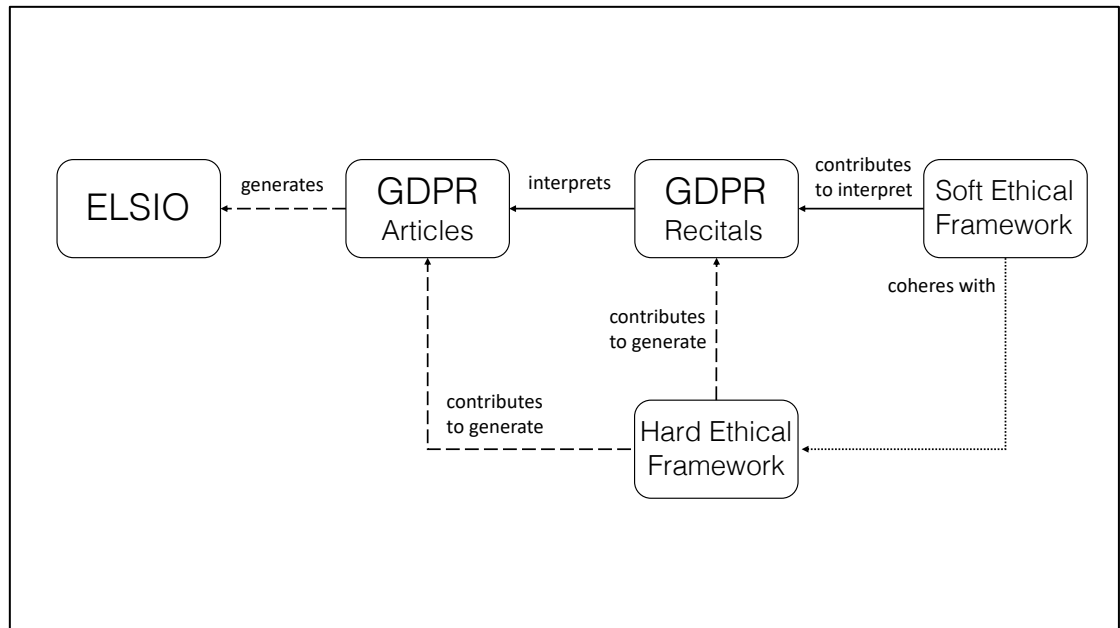 ELSIO
generates
GDPR
Articles
interprets
GDPR
Recitals
contributes
to interpret
Soft Ethical
Framework
coheres with
contributes
to generate
contributes
to generate
Hard Ethical
Framework